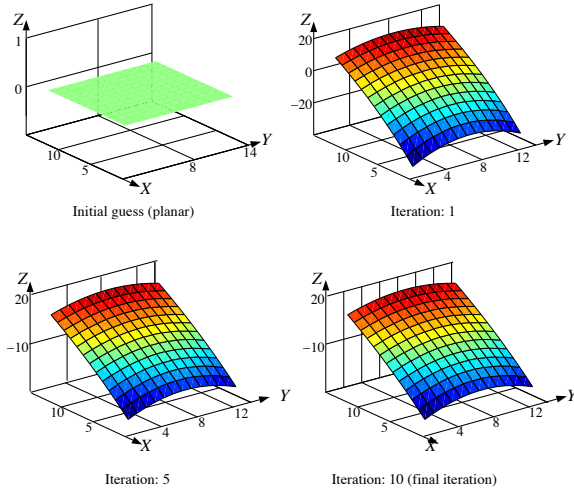 Z
1
0
10
5
X
8
14
Y
Initial guess (planar)
Z
20
0
−20
10
5
X
4
8
12
Y
Iteration: 1
Z
20
−10
10
5
X
4
8
12
Y
Iteration: 5
Z
20
−10
10
5
X
4
8
12
Y
Iteration: 10 (final iteration)